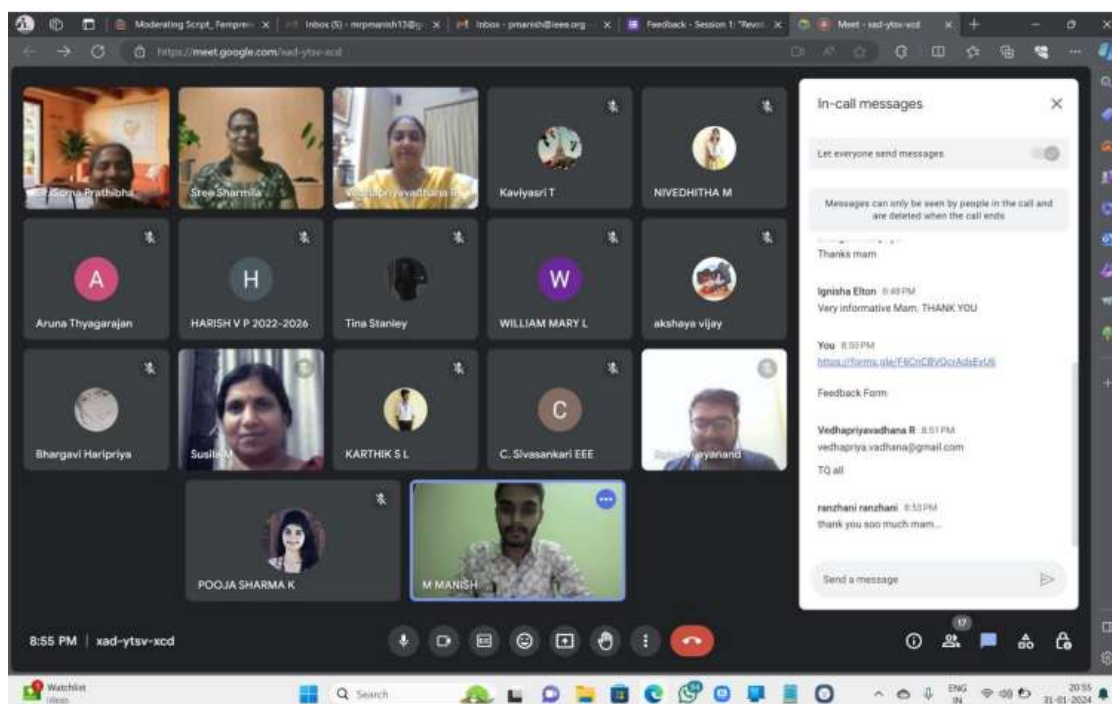 Moderating Script, Fempren
Inbox (5) - mrpmanish13@g
Inbox - pmanish@ieee.org
Feedback - Session 1: "Revol
Meet - xad-ytsv-xcd
https://meet.google.com/xad-ytsv-xcd
Prathibha
Sree Sharmila
Vedhapriyavadhana R
Kaviyasri T
NIVEDHITHA M
A
Aruna Thyagarajan
H
HARISH V P 2022-2026
Tina Stanley
W
WILLIAM MARY L
akshaya vijay
Bhargavi Haripriya
Susila M
KARTHIK S L
C
C. Sivasankari EEE
POOJA SHARMA K
M MANISH
In-call messages
Let everyone send messages
Messages can only be seen by people in the call and
are deleted when the call ends
Thanks mam
Ignisha Elton 8:48 PM
Very informative Mam. THANK YOU
You 8:50 PM
Feedback Form
Vedhapriyavadhana R 8:51 PM
vedhapriya.vadhana@gmail.com
TQ all
ranzhani ranzhani 8:53 PM
thank you soo much mam...
Send a message
8:55 PM | xad-ytsv-xcd
17
Watchlist
Ideas
Search
ENG
IN
20:55
31-01-2024